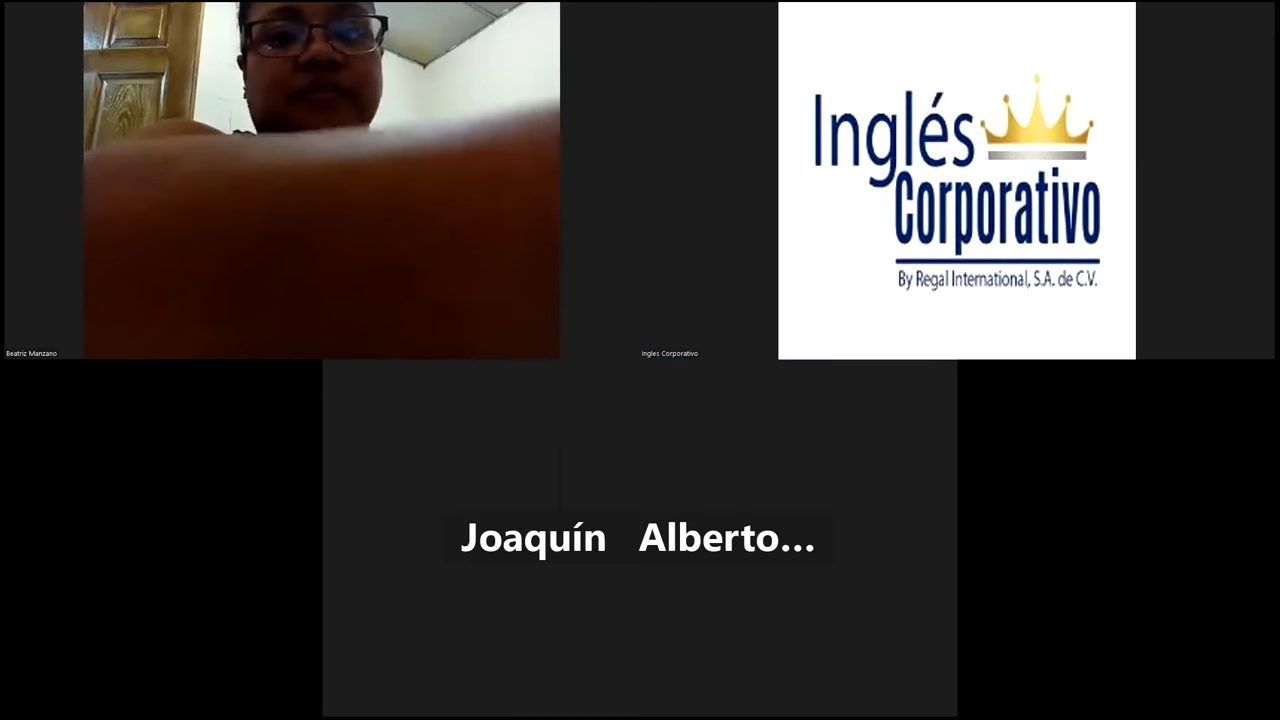 Inglés
Corporativo
By Regal International, S.A. de C.V.
Beatriz Manzano
Ingles Corporativo
Joaquín Alberto...